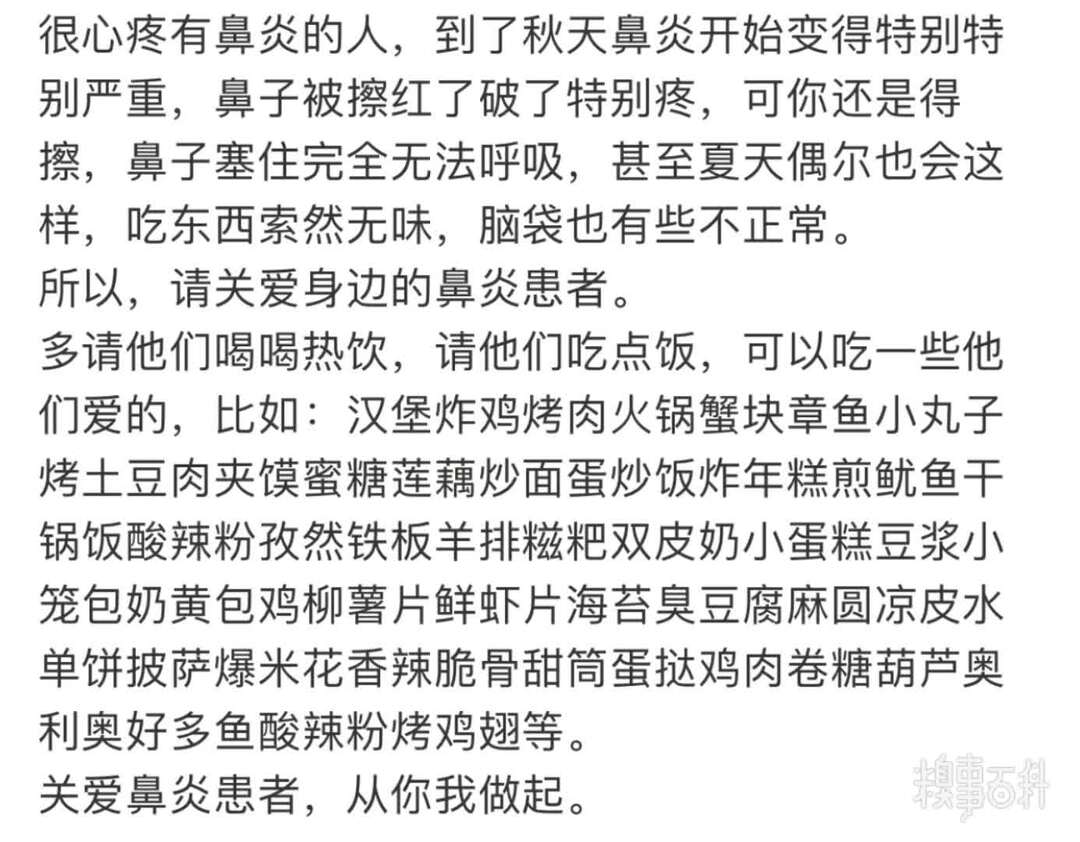 很心疼有鼻炎的人，到了秋天鼻炎开始变得特别特
别严重，鼻子被擦红了破了特别疼，可你还是得
擦，鼻子塞住完全无法呼吸，甚至夏天偶尔也会这
样，吃东西索然无味，脑袋也有些不正常。
所以，请关爱身边的鼻炎患者。
多请他们喝喝热饮，请他们吃点饭，可以吃一些他
们爱的，比如：汉堡炸鸡烤肉火锅蟹块章鱼小丸子
烤土豆肉夹馍蜜糖莲藕炒面蛋炒饭炸年糕煎鱿鱼干
锅饭酸辣粉孜然铁板羊排糍粑双皮奶小蛋糕豆浆小
笼包奶黄包鸡柳薯片鲜虾片海苔臭豆腐麻圆凉皮水
单饼披萨爆米花香辣脆骨甜筒蛋挞鸡肉卷糖葫芦奥
利奥好多鱼酸辣粉烤鸡翅等。
关爱鼻炎患者，从你我做起。
糗事百科